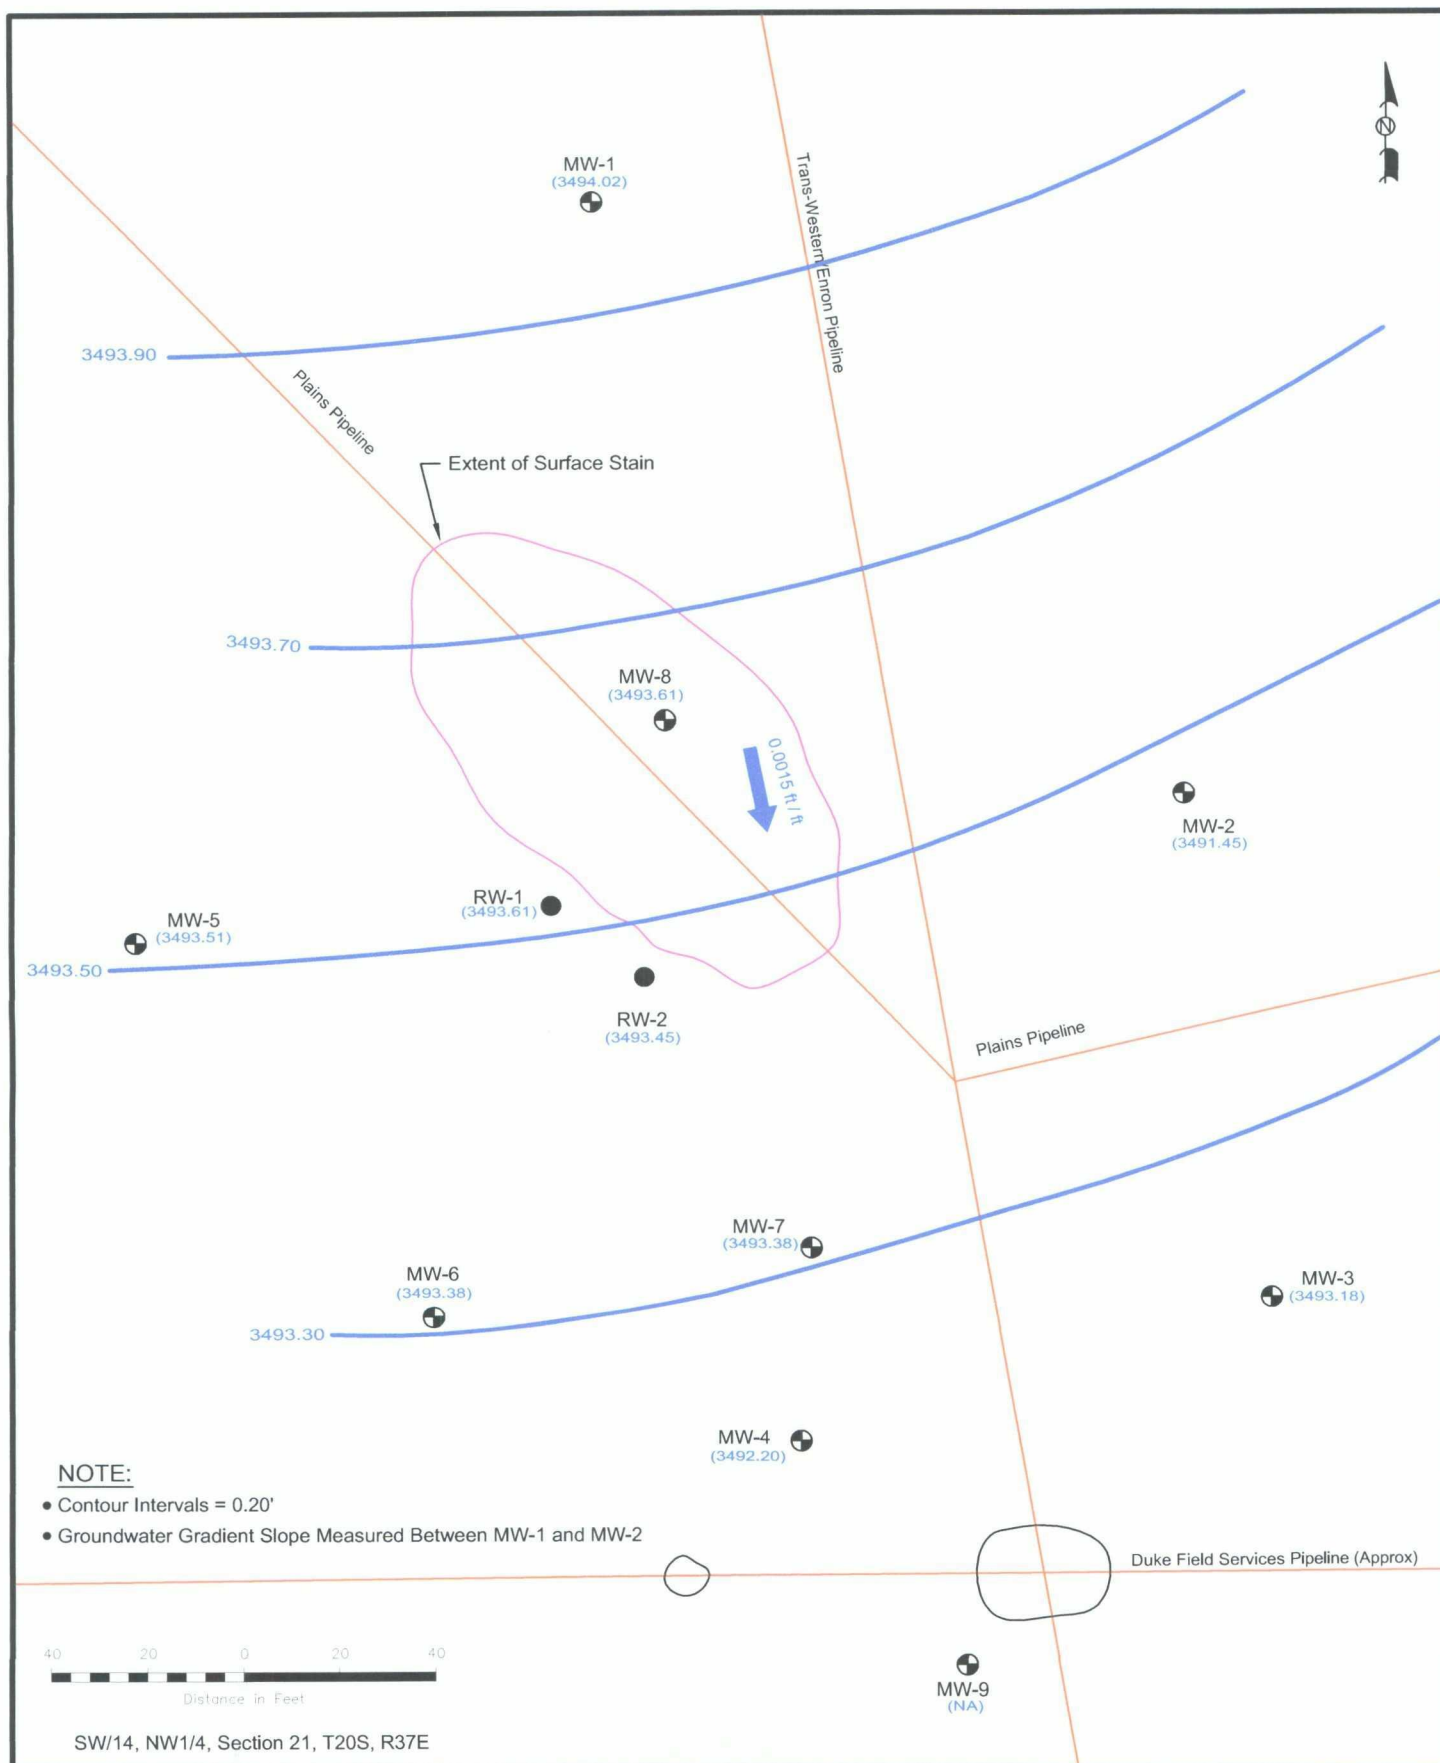 MW-1
(3494.02)
Trans-Western/Enron Pipeline
3493.90
Plains Pipeline
Extent of Surface Stain
3493.70
MW-8
(3493.61)
0.0015 ft / ft
MW-2
(3491.45)
RW-1
(3493.61)
MW-5
(3493.51)
3493.50
RW-2
(3493.45)
Plains Pipeline
MW-7
(3493.38)
MW-6
(3493.38)
MW-3
(3493.18)
3493.30
MW-4
(3492.20)
NOTE:
• Contour Intervals = 0.20'
• Groundwater Gradient Slope Measured Between MW-1 and MW-2
Duke Field Services Pipeline (Approx)
40 20 0 20 40
Distance in Feet
MW-9
(NA)
SW/14, NW1/4, Section 21, T20S, R37E
N